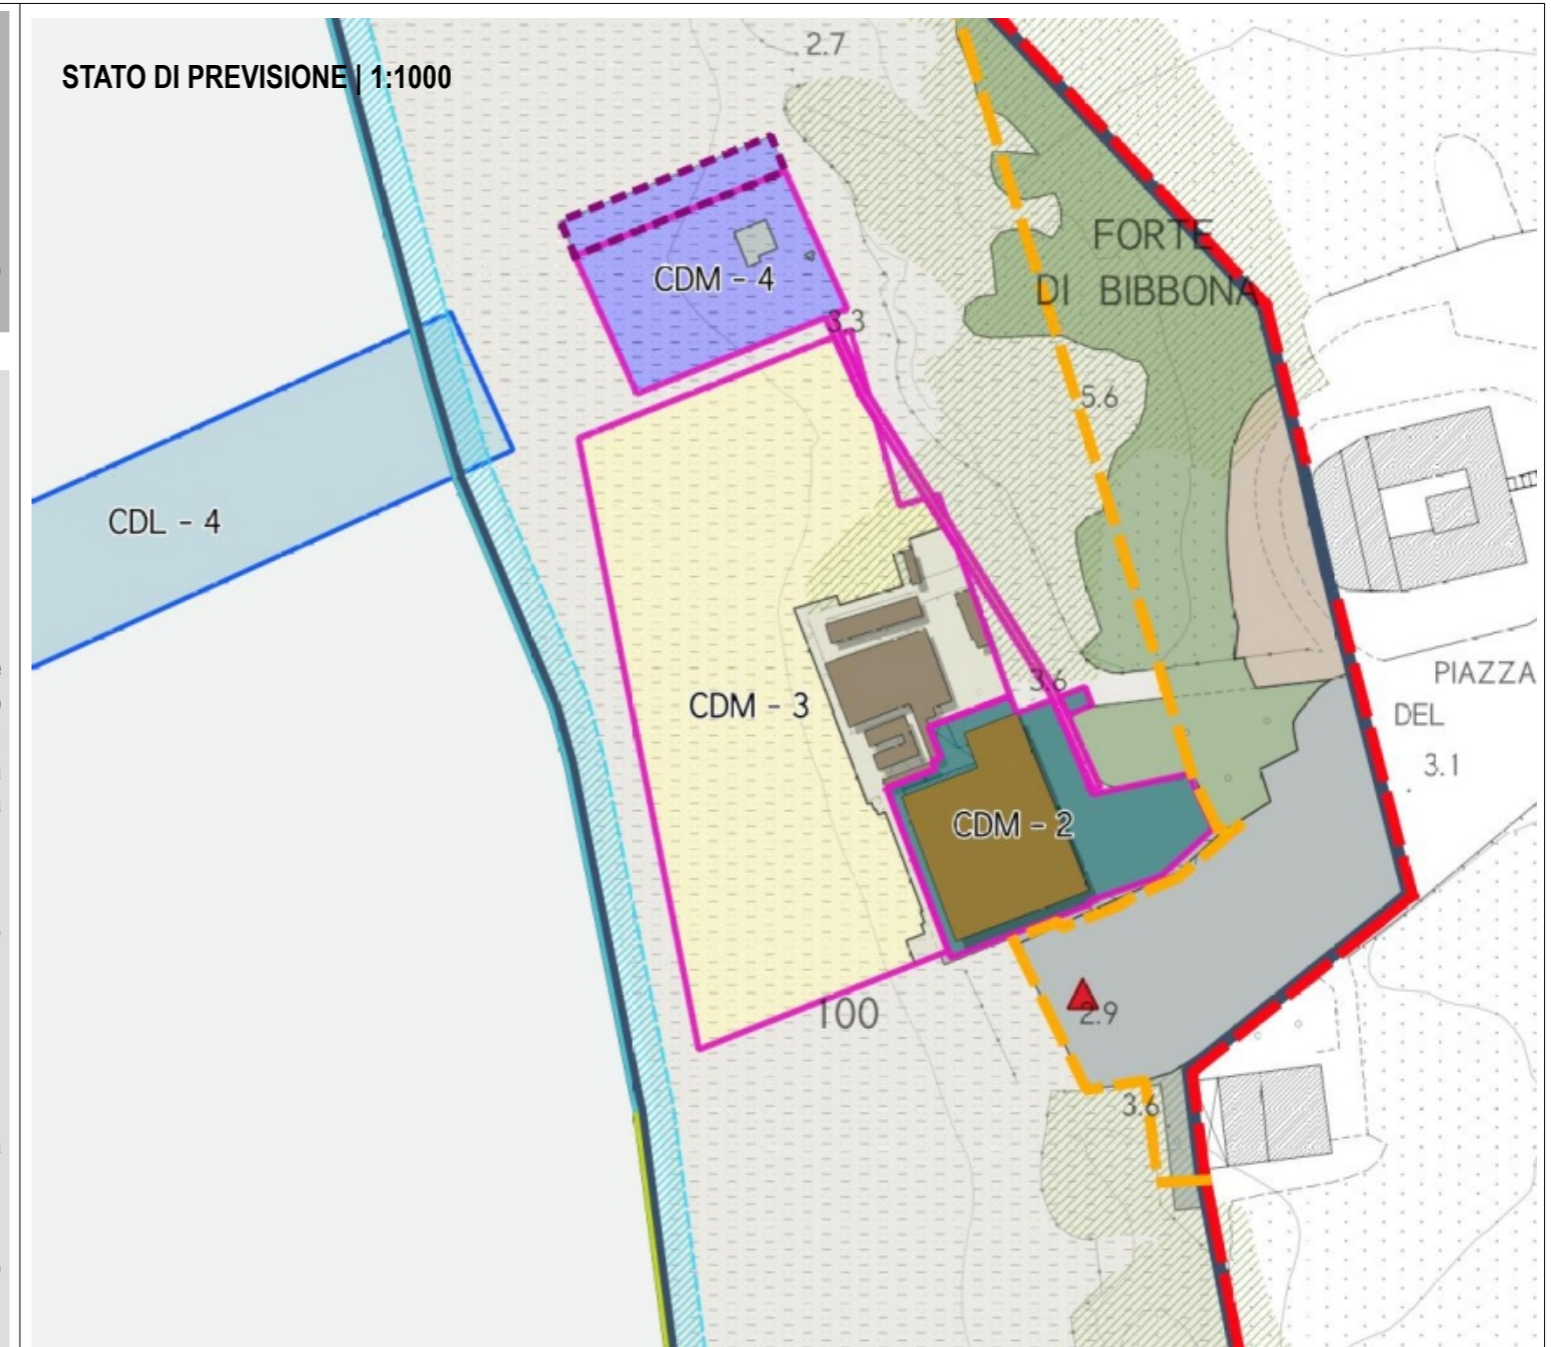 STATO DI PREVISIONE | 1:1000
2.7
FORTE
DI BIBBONA
CDM - 4
3.3
5.6
CDL - 4
3.6
PIAZZA
CDM - 3
DEL
3.1
CDM - 2
100
2.9
3.6